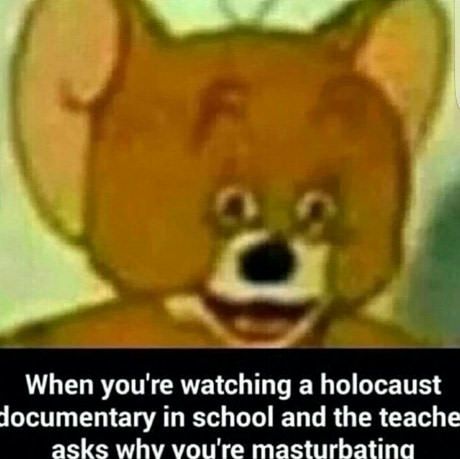 When you're watching a holocaust
documentary in school and the teache
asks why you're masturbating